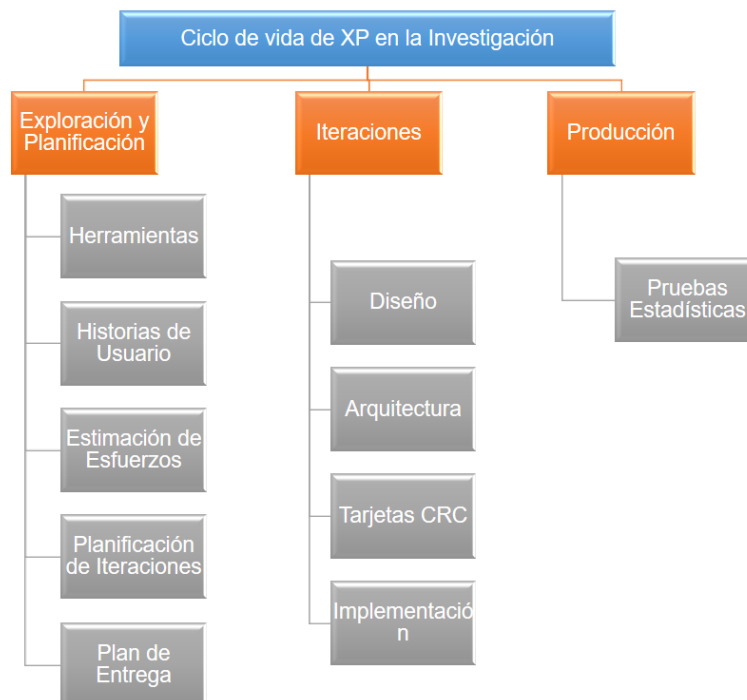 Ciclo de vida de XP en la Investigación
Exploración y
Planificación
Herramientas
Historias de
Usuario
Estimación de
Esfuerzos
Planificación
de Iteraciones
Plan de
Entrega
Iteraciones
Diseño
Arquitectura
Tarjetas CRC
Implementació
n
Producción
Pruebas
Estadísticas